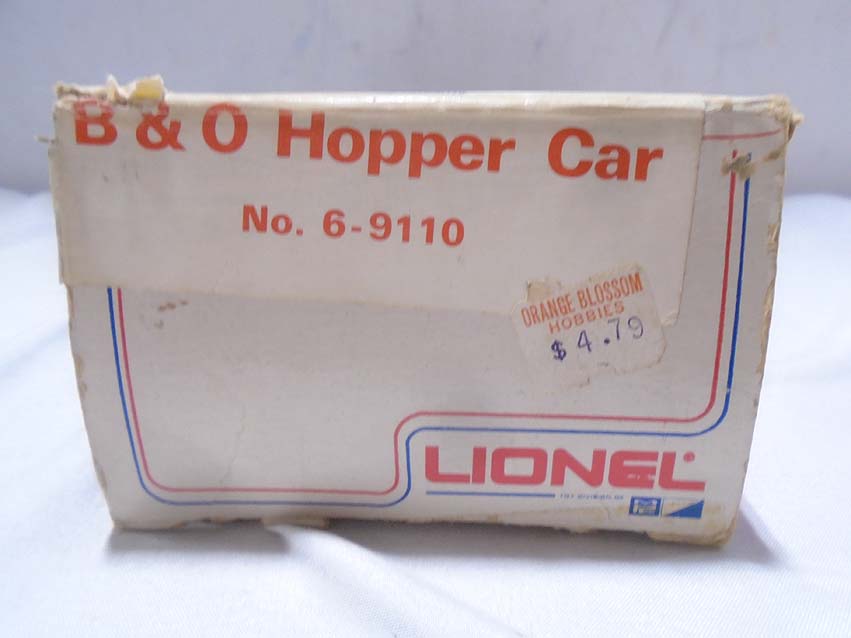 B & O Hopper Car
No. 6-9110
ORANGE BLOSSOM
HOBBIES
$ 4.79
LIONEL